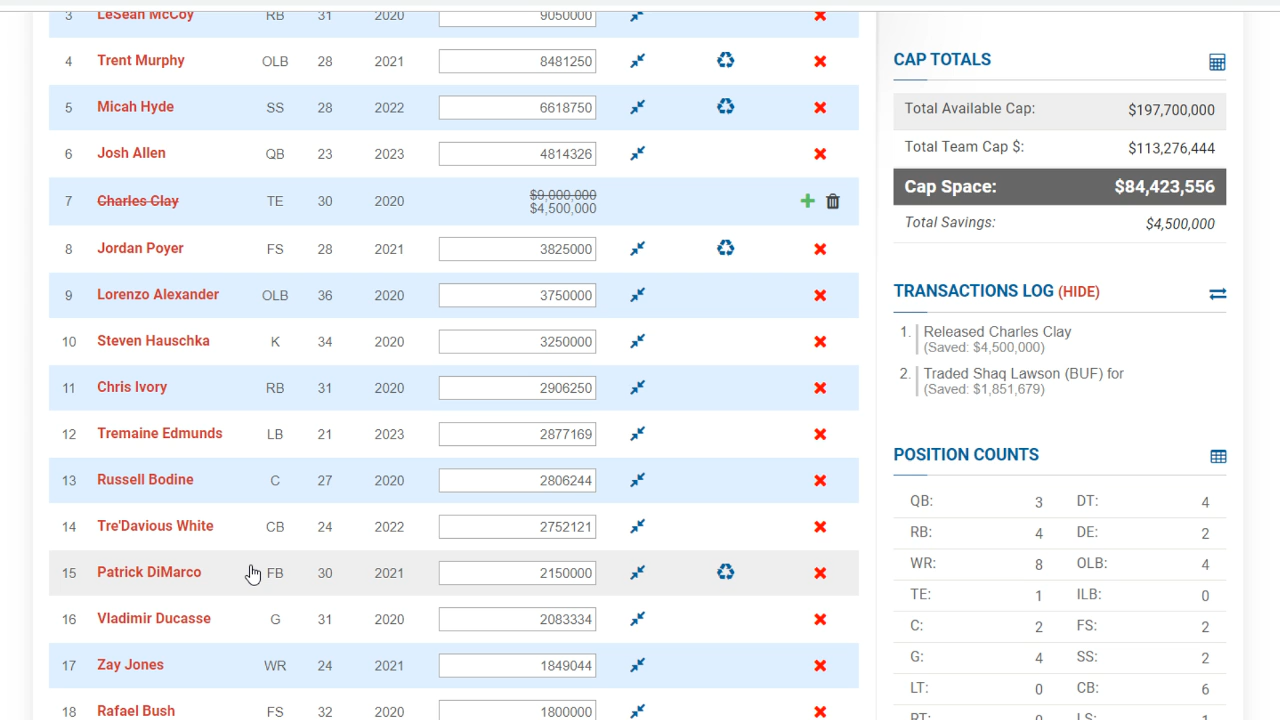 3 LeSean McCoy RB 31 2020 9050000
4 Trent Murphy OLB 28 2021 8481250
5 Micah Hyde SS 28 2022 6618750
6 Josh Allen QB 23 2023 4814326
7 Charles Clay TE 30 2020 $9,000,000
$4,500,000
8 Jordan Poyer FS 28 2021 3825000
9 Lorenzo Alexander OLB 36 2020 3750000
10 Steven Hauschka K 34 2020 3250000
11 Chris Ivory RB 31 2020 2906250
12 Tremaine Edmunds LB 21 2023 2877169
13 Russell Bodine C 27 2020 2806244
14 Tre'Davious White CB 24 2022 2752121
15 Patrick DiMarco FB 30 2021 2150000
16 Vladimir Ducasse G 31 2020 2083334
17 Zay Jones WR 24 2021 1849044
18 Rafael Bush FS 32 2020 1800000
CAP TOTALS
Total Available Cap: $197,700,000
Total Team Cap $: $113,276,444
Cap Space: $84,423,556
Total Savings: $4,500,000
TRANSACTIONS LOG (HIDE)
1. Released Charles Clay
(Saved: $4,500,000)
2. Traded Shaq Lawson (BUF) for
(Saved: $1,851,679)
POSITION COUNTS
QB: 3 DT: 4
RB: 4 DE: 2
WR: 8 OLB: 4
TE: 1 ILB: 0
C: 2 FS: 2
G: 4 SS: 2
LT: 0 CB: 6
RT: 0 LS: 1